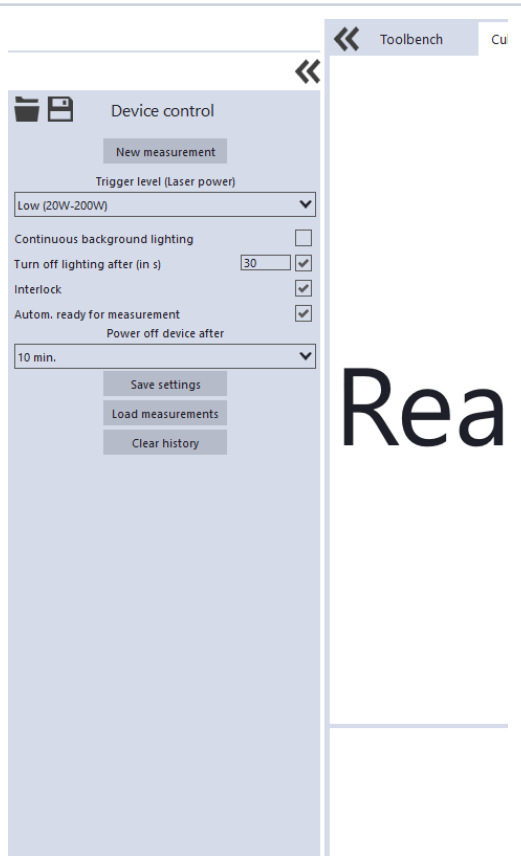 Toolbench
Cu
Device control
New measurement
Trigger level (Laser power)
Low (20W-200W)
Continuous background lighting
Turn off lighting after (in s) 30
Interlock
Autom. ready for measurement
Power off device after
10 min.
Save settings
Load measurements
Clear history
Rea